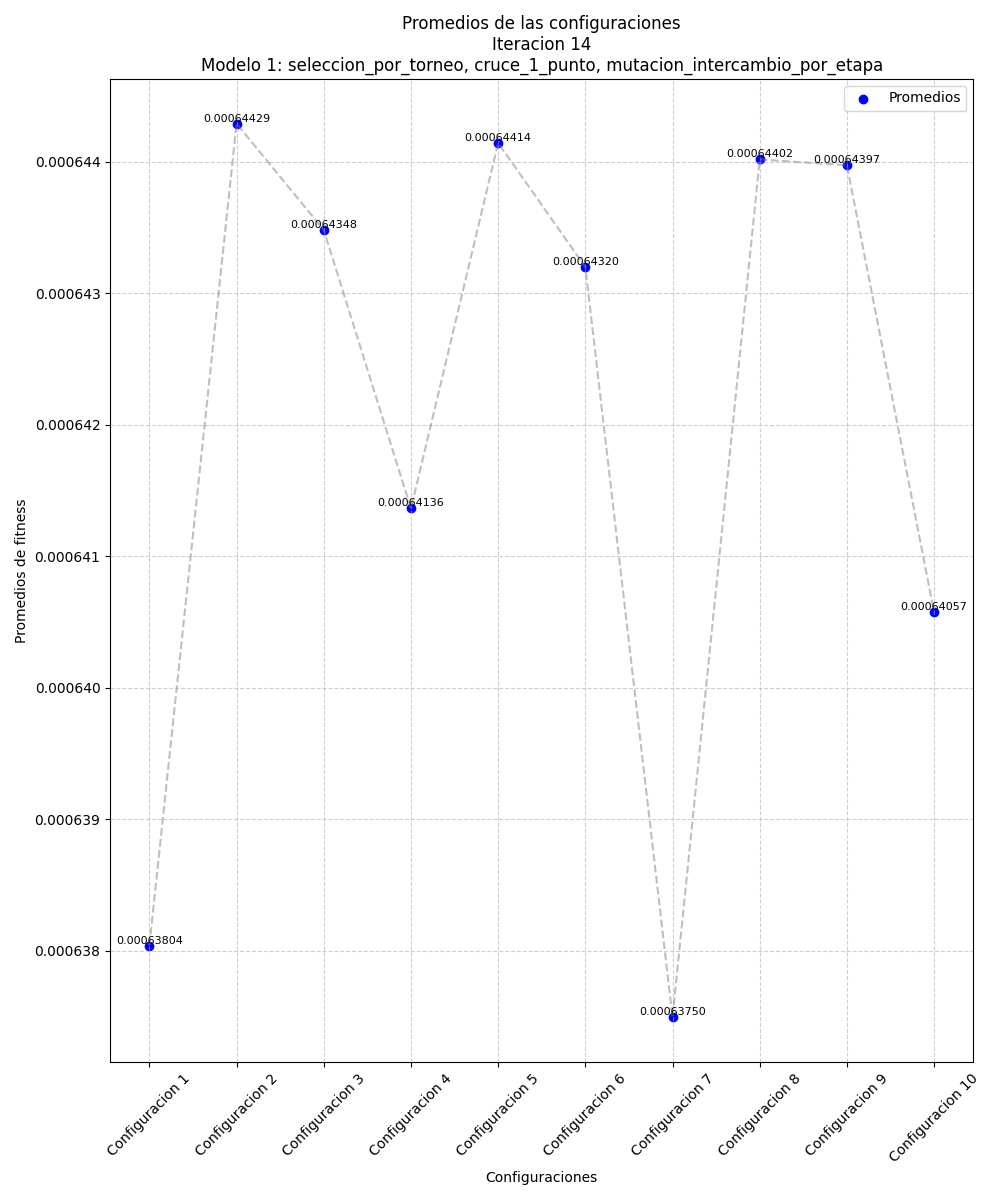 Promedios de las configuraciones
Iteracion 14
Modelo 1: seleccion_por_torneo, cruce_1_punto, mutacion_intercambio_por_etapa
Promedios
0.00064429
0.00064414
0.00064402
0.00064397
0.000644
0.00064348
0.00064320
0.000643
0.000642
0.00064136
0.000641
0.00064057
0.000640
0.000639
0.00063804
0.000638
0.00063750
Promedios de fitness
Configuracion 1
Configuracion 2
Configuracion 3
Configuracion 4
Configuracion 5
Configuracion 6
Configuracion 7
Configuracion 8
Configuracion 9
Configuracion 10
Configuraciones